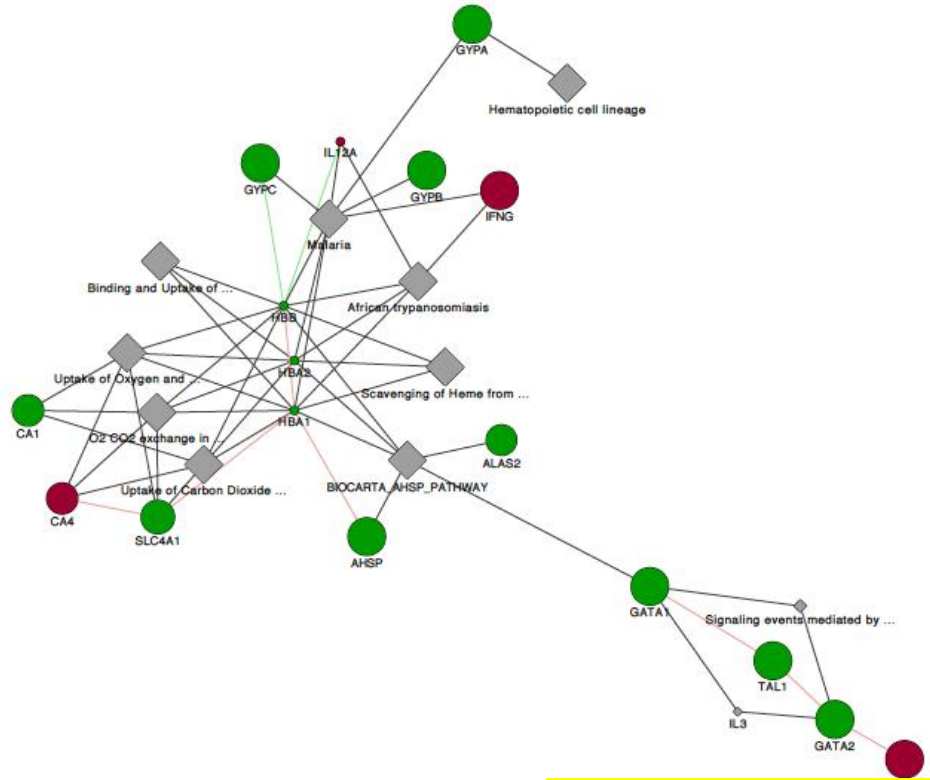 GYPA
Hematopoietic cell lineage
IL12A
GYPC
GYPB
IFNG
Malaria
Binding and Uptake of ...
African trypanosomiasis
HBB
Uptake of Oxygen and ...
HBA2
Scavenging of Heme from ...
CA1
O2 CO2 exchange in ...
HBA1
ALAS2
Uptake of Carbon Dioxide ...
BIOCARTA_AHSP_PATHWAY
CA4
SLC4A1
AHSP
GATA1
Signaling events mediated by ...
TAL1
IL3
GATA2